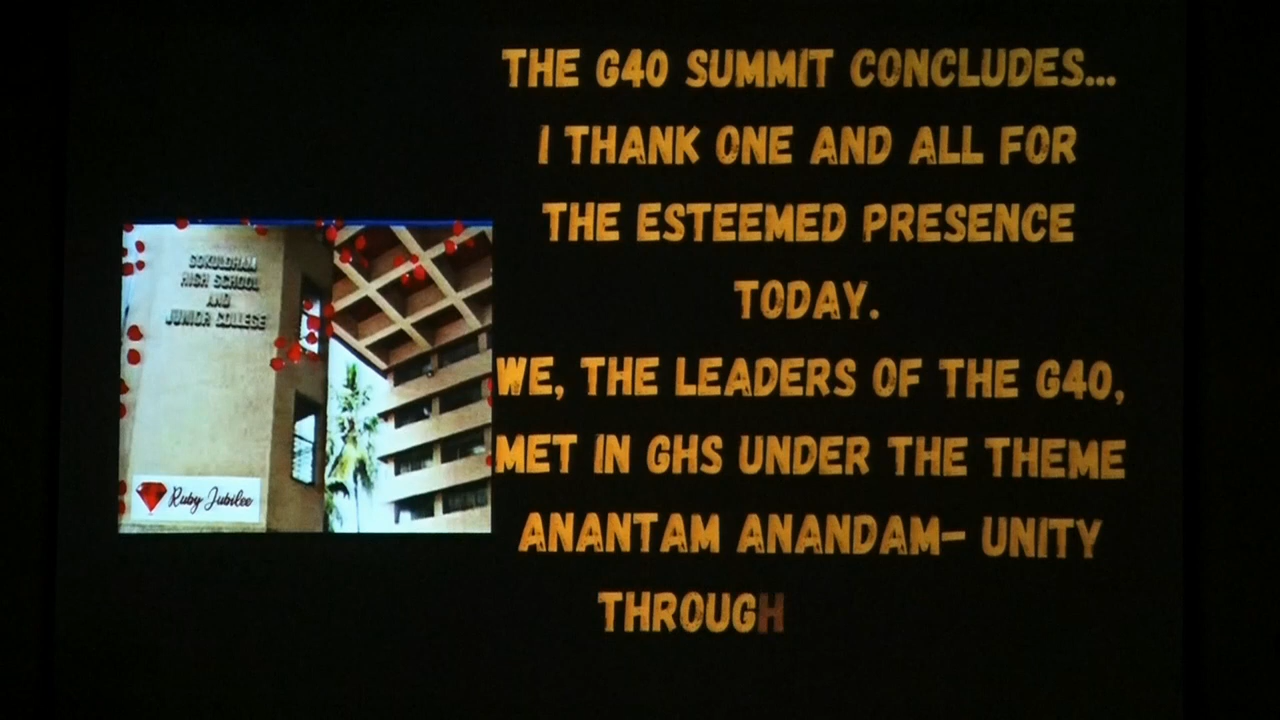 THE G40 SUMMIT CONCLUDES...
I THANK ONE AND ALL FOR
THE ESTEEMED PRESENCE
TODAY.
WE, THE LEADERS OF THE G40,
MET IN GHS UNDER THE THEME
ANANTAM ANANDAM- UNITY
THROUGH
GOKULDHAM
HIGH SCHOOL
AND
JUNIOR COLLEGE
Ruby Jubilee